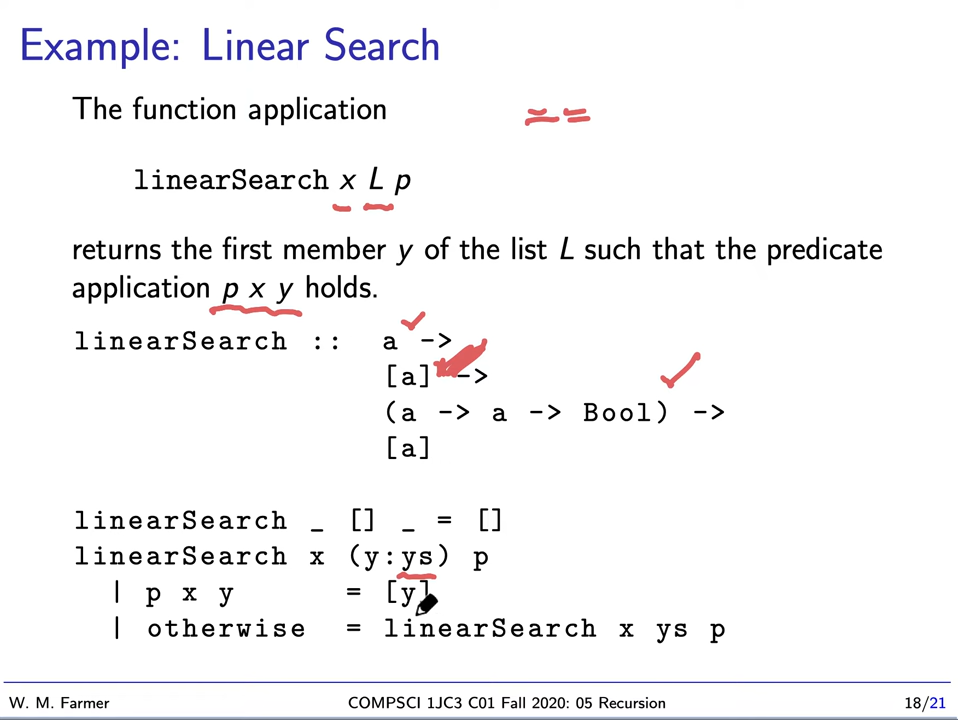 Example: Linear Search
The function application
linearSearch x L p
returns the first member y of the list L such that the predicate
application p x y holds.
linearSearch :: a ->
[a] ->
(a -> a -> Bool) ->
[a]
linearSearch _ [] _ = []
linearSearch x (y:ys) p
| p x y = [y]
| otherwise = linearSearch x ys p
W. M. Farmer COMPSCI 1JC3 C01 Fall 2020: 05 Recursion 18/21